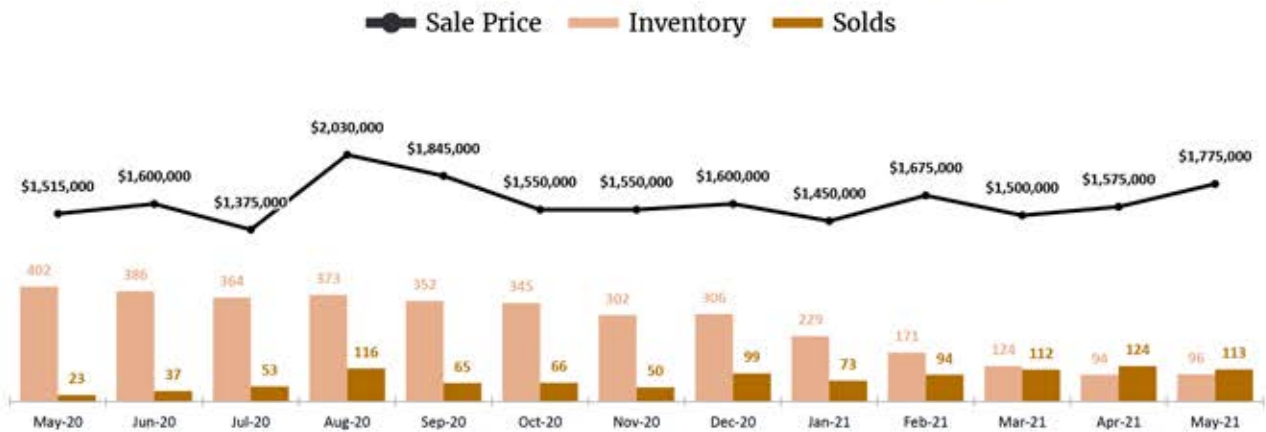 Sale Price Inventory Solds
$1,515,000 $1,600,000 $1,375,000 $2,030,000 $1,845,000 $1,550,000 $1,550,000 $1,600,000 $1,450,000 $1,675,000 $1,500,000 $1,575,000 $1,775,000
402 386 364 373 352 345 302 306 229 171 124 94 96
23 37 53 116 65 66 50 99 73 94 112 124 113
May-20 Jun-20 Jul-20 Aug-20 Sep-20 Oct-20 Nov-20 Dec-20 Jan-21 Feb-21 Mar-21 Apr-21 May-21